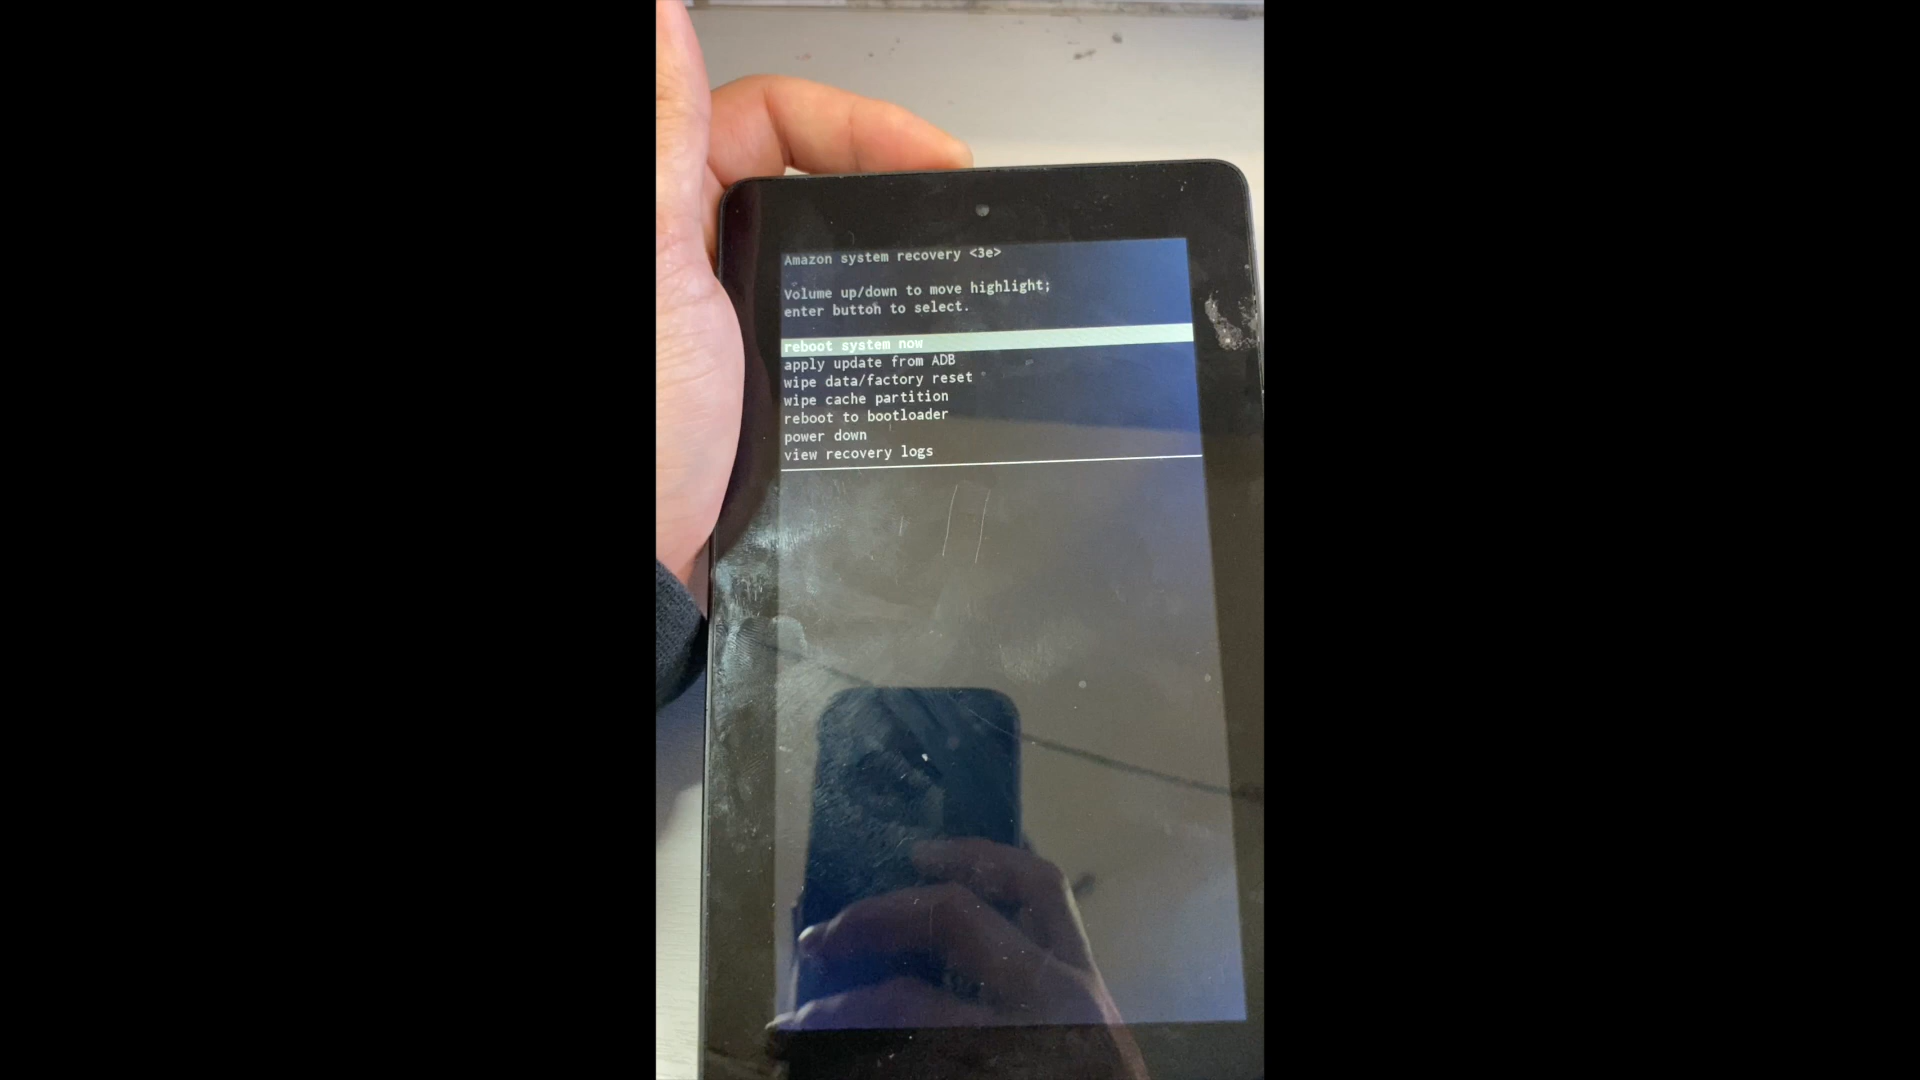 Amazon system recovery <3e>
Volume up/down to move highlight;
enter button to select.
reboot system now
apply update from ADB
wipe data/factory reset
wipe cache partition
reboot to bootloader
power down
view recovery logs